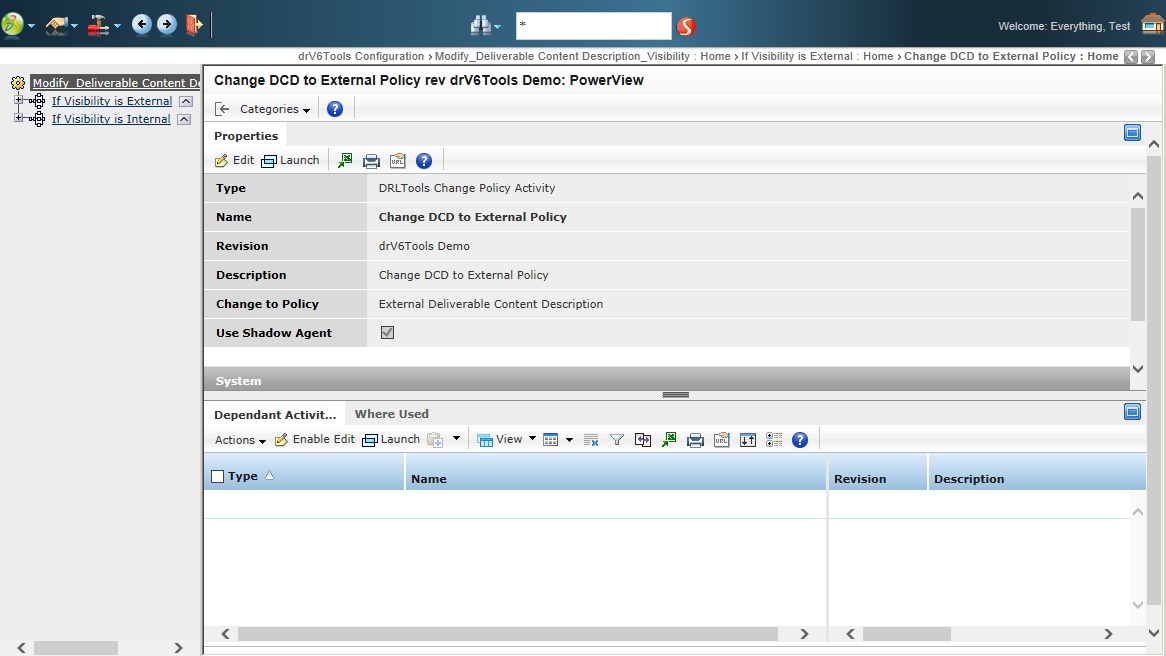 *
Welcome: Everything, Test
drV6Tools Configuration › Modify_Deliverable Content Description_Visibility : Home › If Visibility is External : Home › Change DCD to External Policy : Home
Modify_Deliverable Content De
If Visibility is External
If Visibility is Internal
Change DCD to External Policy rev drV6Tools Demo: PowerView
Categories
Properties
Edit Launch
Type DRLTools Change Policy Activity
Name Change DCD to External Policy
Revision drV6Tools Demo
Description Change DCD to External Policy
Change to Policy External Deliverable Content Description
Use Shadow Agent
System
Dependant Activit... Where Used
Actions Enable Edit Launch View
Type Name Revision Description